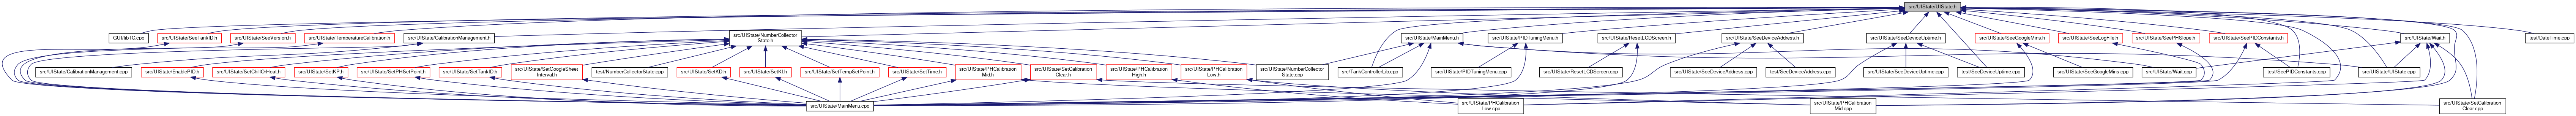 src/UIState/UIState.h
GUI/libTC.cpp
src/UIState/SeeTankID.h
src/UIState/SeeVersion.h
src/UIState/TemperatureCalibration.h
src/UIState/CalibrationManagement.h
src/UIState/NumberCollector
State.h
src/UIState/MainMenu.h
src/UIState/PIDTuningMenu.h
src/UIState/ResetLCDScreen.h
src/UIState/SeeDeviceAddress.h
src/UIState/SeeDeviceUptime.h
src/UIState/SeeGoogleMins.h
src/UIState/SeeLogFile.h
src/UIState/SeePHSlope.h
src/UIState/SeePIDConstants.h
src/UIState/Wait.h
test/DateTime.cpp
src/UIState/CalibrationManagement.cpp
src/UIState/EnablePID.h
src/UIState/SetChillOrHeat.h
src/UIState/SetKP.h
src/UIState/SetPHSetPoint.h
src/UIState/SetTankID.h
src/UIState/SetGoogleSheet
Interval.h
test/NumberCollectorState.cpp
src/UIState/SetKD.h
src/UIState/SetKI.h
src/UIState/SetTempSetPoint.h
src/UIState/SetTime.h
src/UIState/PHCalibration
Mid.h
src/UIState/SetCalibration
Clear.h
src/UIState/PHCalibration
High.h
src/UIState/PHCalibration
Low.h
src/UIState/NumberCollector
State.cpp
src/TankControllerLib.cpp
src/UIState/PIDTuningMenu.cpp
src/UIState/ResetLCDScreen.cpp
src/UIState/SeeDeviceAddress.cpp
test/SeeDeviceAddress.cpp
src/UIState/SeeDeviceUptime.cpp
test/SeeDeviceUptime.cpp
src/UIState/SeeGoogleMins.cpp
src/UIState/Wait.cpp
test/SeePIDConstants.cpp
src/UIState/UIState.cpp
src/UIState/MainMenu.cpp
src/UIState/PHCalibration
Low.cpp
src/UIState/PHCalibration
Mid.cpp
src/UIState/SetCalibration
Clear.cpp